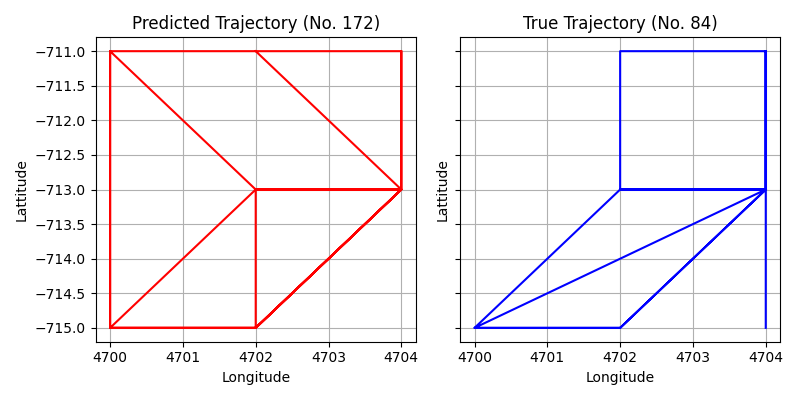 Predicted Trajectory (No. 172)
True Trajectory (No. 84)
−711.0
−711.5
−712.0
−712.5
−713.0
−713.5
−714.0
−714.5
−715.0
Lattitude
Lattitude
4700 4701 4702 4703 4704
4700 4701 4702 4703 4704
Longitude
Longitude